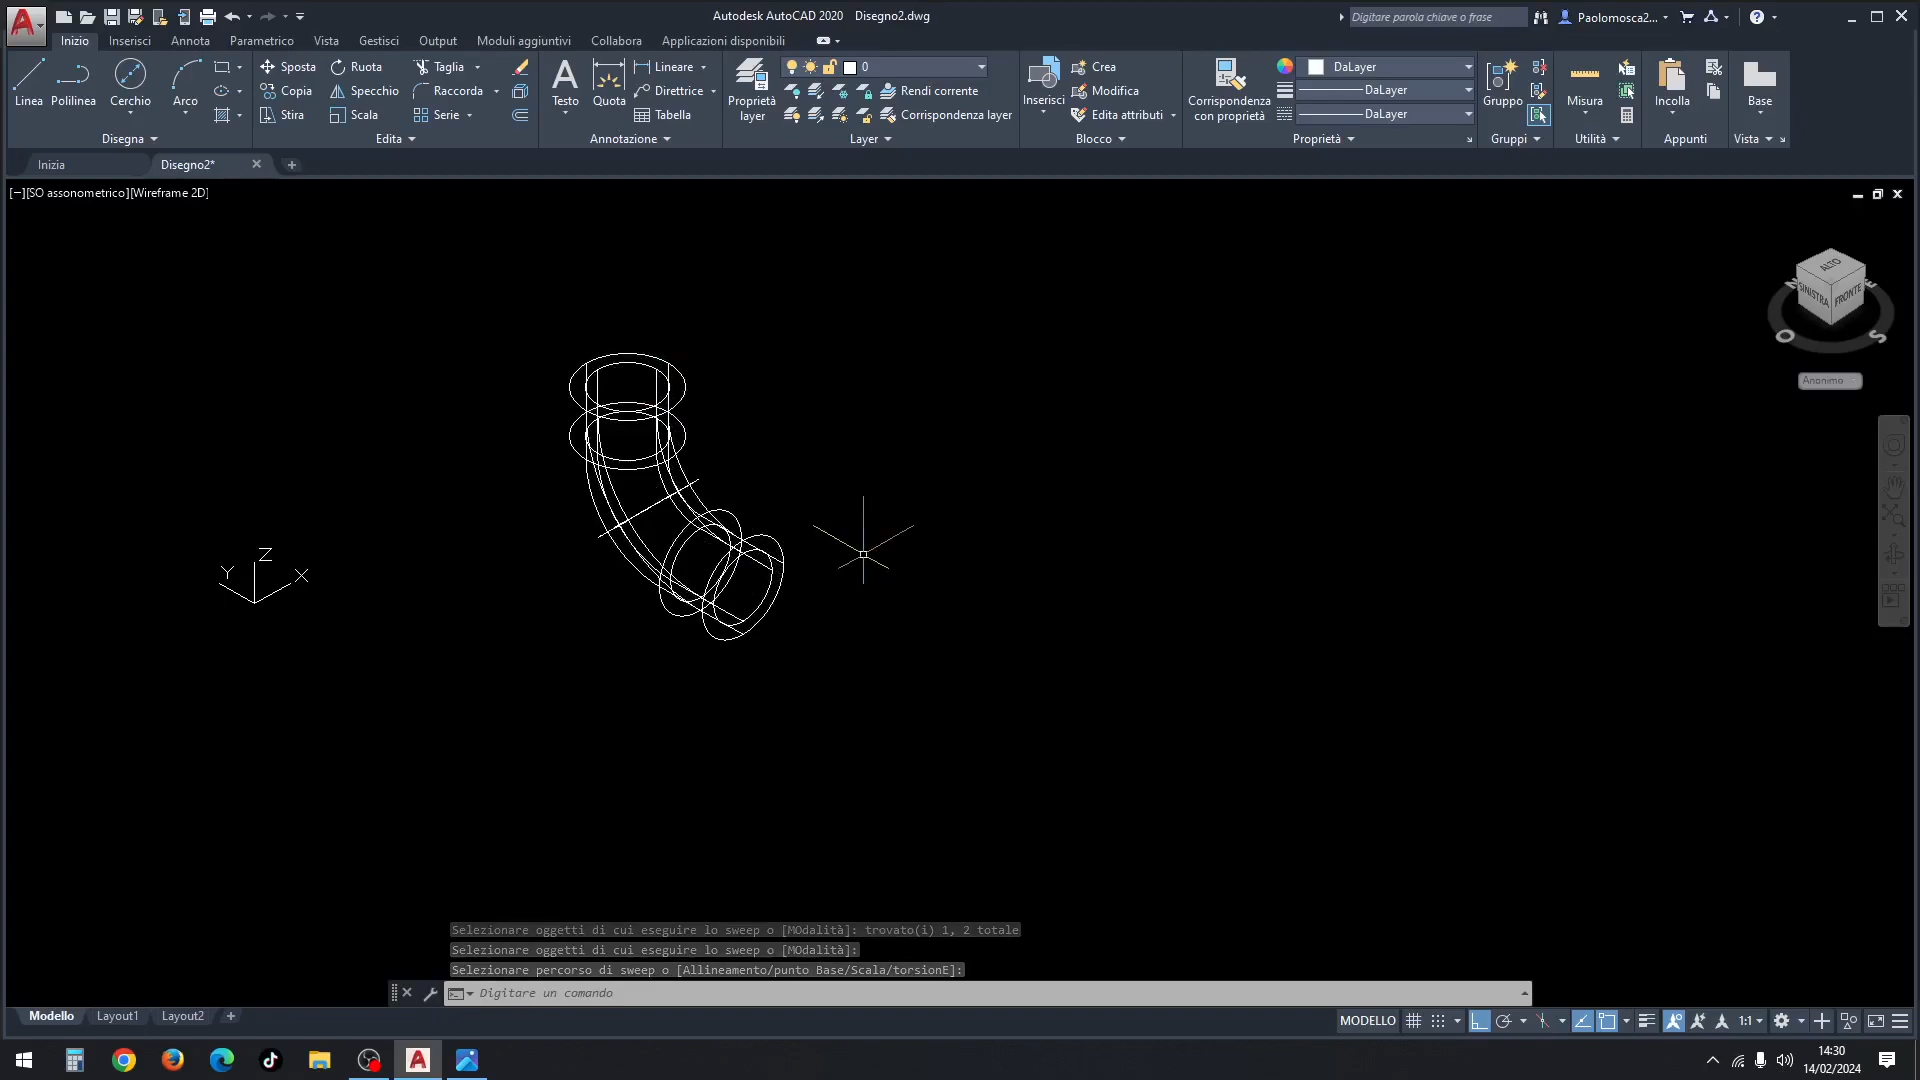 Autodesk AutoCAD 2020 Disegno2.dwg
Digitare parola chiave o frase
Paolomosca2...
Inizio Inserisci Annota Parametrico Vista Gestisci Output Moduli aggiuntivi Collabora Applicazioni disponibili
Linea
Polilinea
Cerchio
Arco
Disegna
Sposta
Ruota
Taglia
Copia
Specchio
Raccorda
Stira
Scala
Serie
Edita
Testo
Quota
Lineare
Direttrice
Tabella
Annotazione
Proprietà
layer
0
Rendi corrente
Corrispondenza layer
Layer
Inserisci
Crea
Modifica
Edita attributi
Blocco
Corrispondenza
con proprietà
DaLayer
DaLayer
DaLayer
Proprietà
Gruppo
Gruppi
Misura
Utilità
Incolla
Appunti
Base
Vista
Inizia
Disegno2*
[−][SO assonometrico][Wireframe 2D]
ALTO
SINISTRA
FRONTE
N
E
O
S
Anonimo
Y
Z
X
Selezionare oggetti di cui eseguire lo sweep o [MOdalità]: trovato(i) 1, 2 totale
Selezionare oggetti di cui eseguire lo sweep o [MOdalità]:
Selezionare percorso di sweep o [Allineamento/punto Base/Scala/torsionE]:
Digitare un comando
Modello Layout1 Layout2
MODELLO
1:1
14:30
14/02/2024